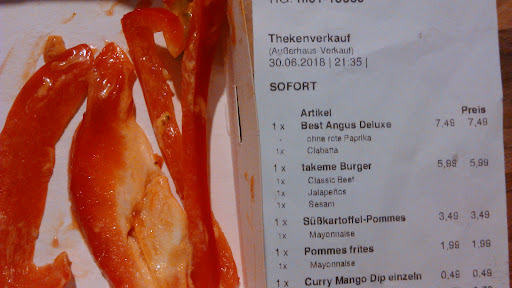 Thekenverkauf
(Außerhaus Verkauf)
30.06.2018 | 21:35 |
SOFORT
Artikel Preis
1 x Best Angus Deluxe 7,49 7,49
- ohne rote Paprika
1x Ciabatta
1 x takeme Burger 5,99 5,99
1x Classic Beef
1x Jalapeños
1x Sesam
1 x Süßkartoffel-Pommes 3,49 3,49
1x Mayonnaise
1 x Pommes frites 1,99 1,99
1x Mayonnaise
1 x Curry Mango Dip einzeln 0,49 0,49